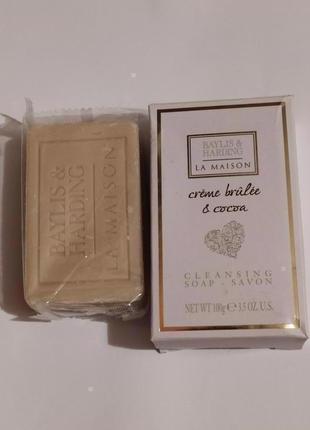 BAYLIS &
HARDING
LA MAISON
BAYLIS &
HARDING
LA MAISON
crème brûlée
& cocoa
CLEANSING
SOAP - SAVON
NET WT 100g ℮ 3.5 OZ. U.S.